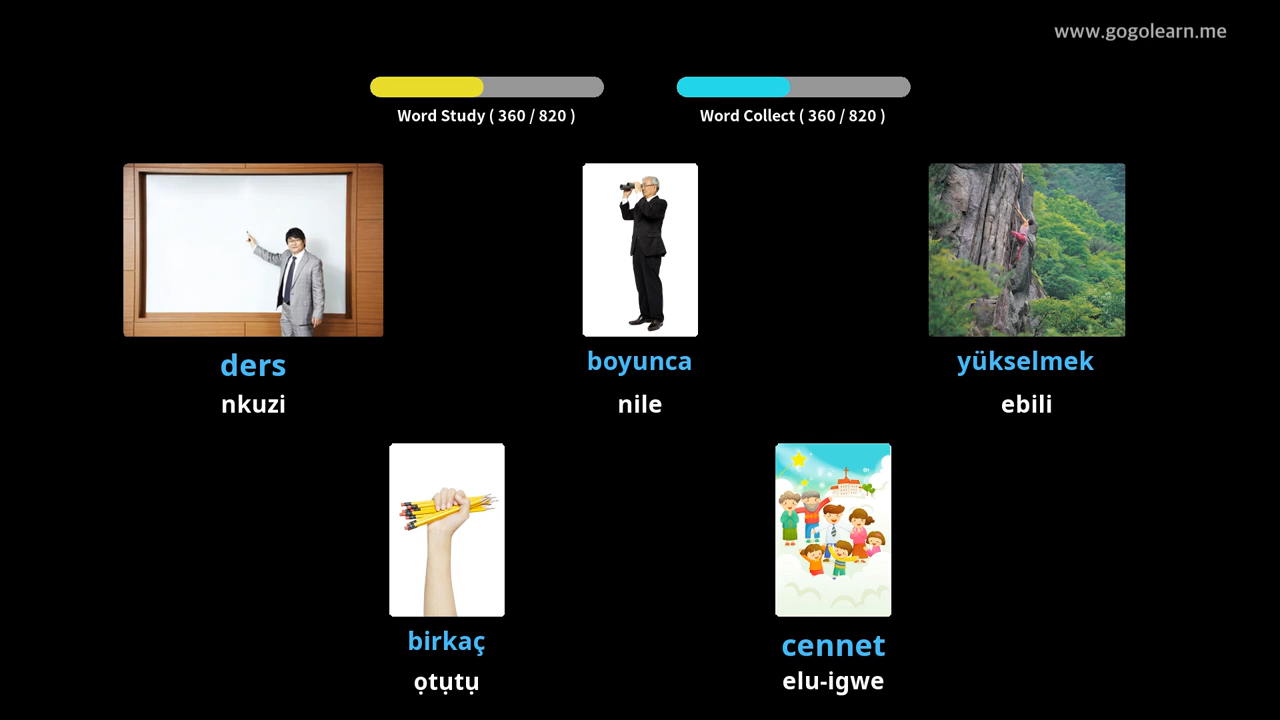 www.gogolearn.me
Word Study ( 360 / 820 )
Word Collect ( 360 / 820 )
ders
nkuzi
boyunca
nile
yükselmek
ebili
birkaç
ọtụtụ
cennet
elu-igwe